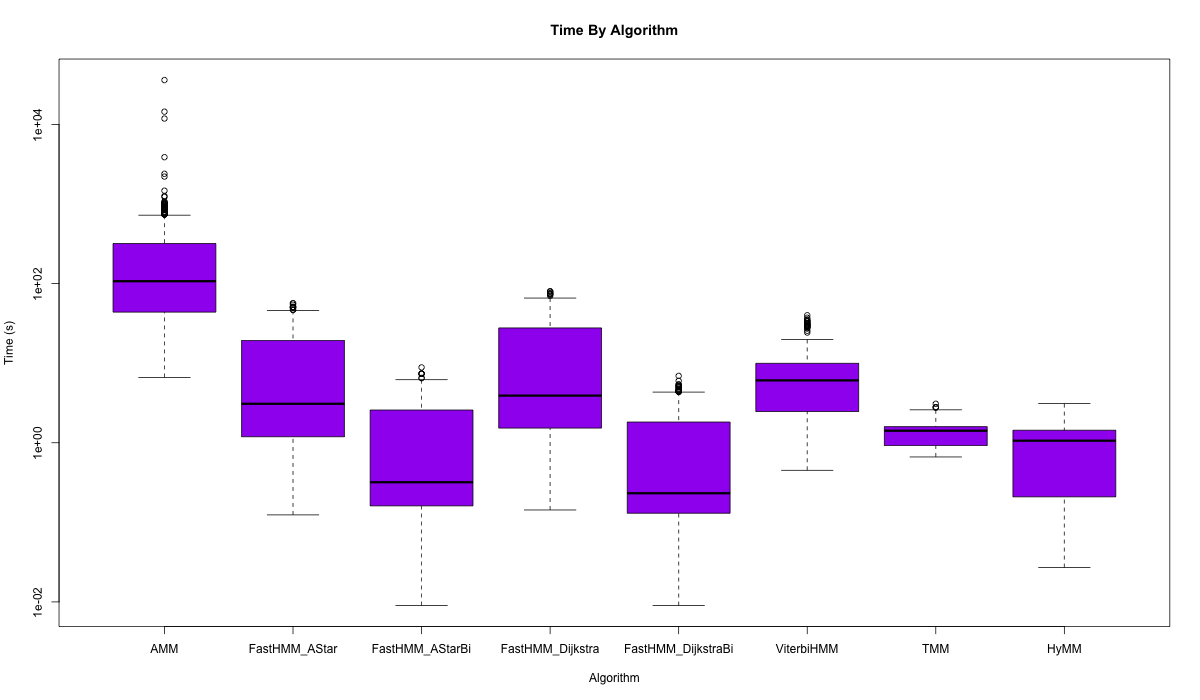 Time By Algorithm
1e+04
1e+02
1e+00
1e-02
Time (s)
AMM FastHMM_AStar FastHMM_AStarBi FastHMM_Dijkstra FastHMM_DijkstraBi ViterbiHMM TMM HyMM
Algorithm